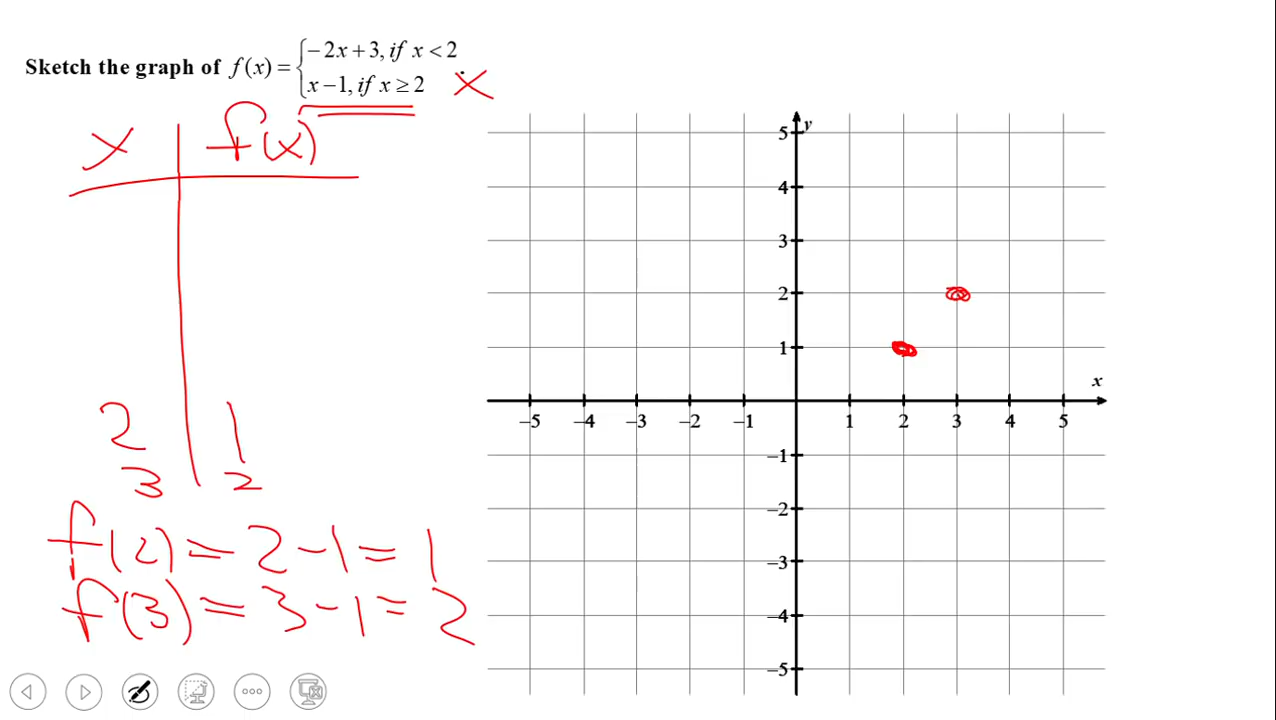 Sketch the graph of f(x) = { −2x + 3, if x < 2
x − 1, if x ≥ 2 .
x
x f(x)
2 1
3 2
f(2) = 2 - 1 = 1
f(3) = 3 - 1 = 2
y
5
4
3
2
1
x
−5 −4 −3 −2 −1 1 2 3 4 5
−1
−2
−3
−4
−5